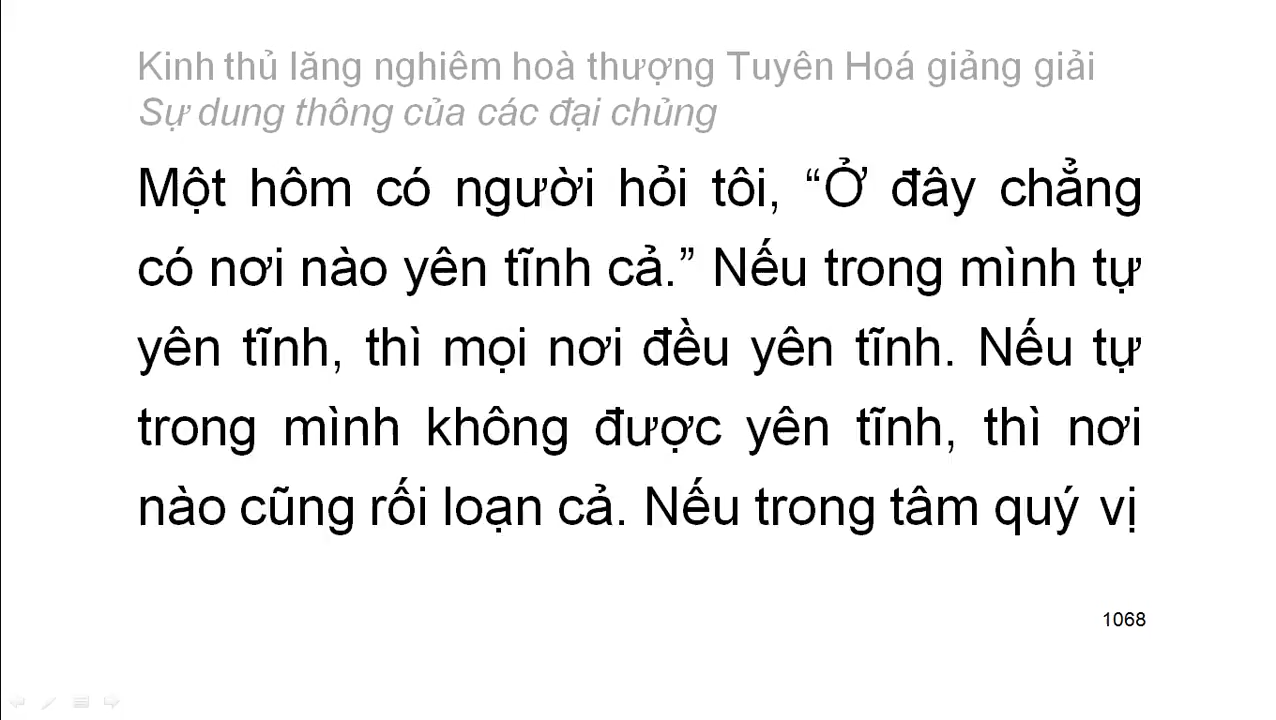 Kinh thủ lăng nghiêm hoà thượng Tuyên Hoá giảng giải
Sự dung thông của các đại chủng
Một hôm có người hỏi tôi, “Ở đây chẳng
có nơi nào yên tĩnh cả.” Nếu trong mình tự
yên tĩnh, thì mọi nơi đều yên tĩnh. Nếu tự
trong mình không được yên tĩnh, thì nơi
nào cũng rối loạn cả. Nếu trong tâm quý vị
1068